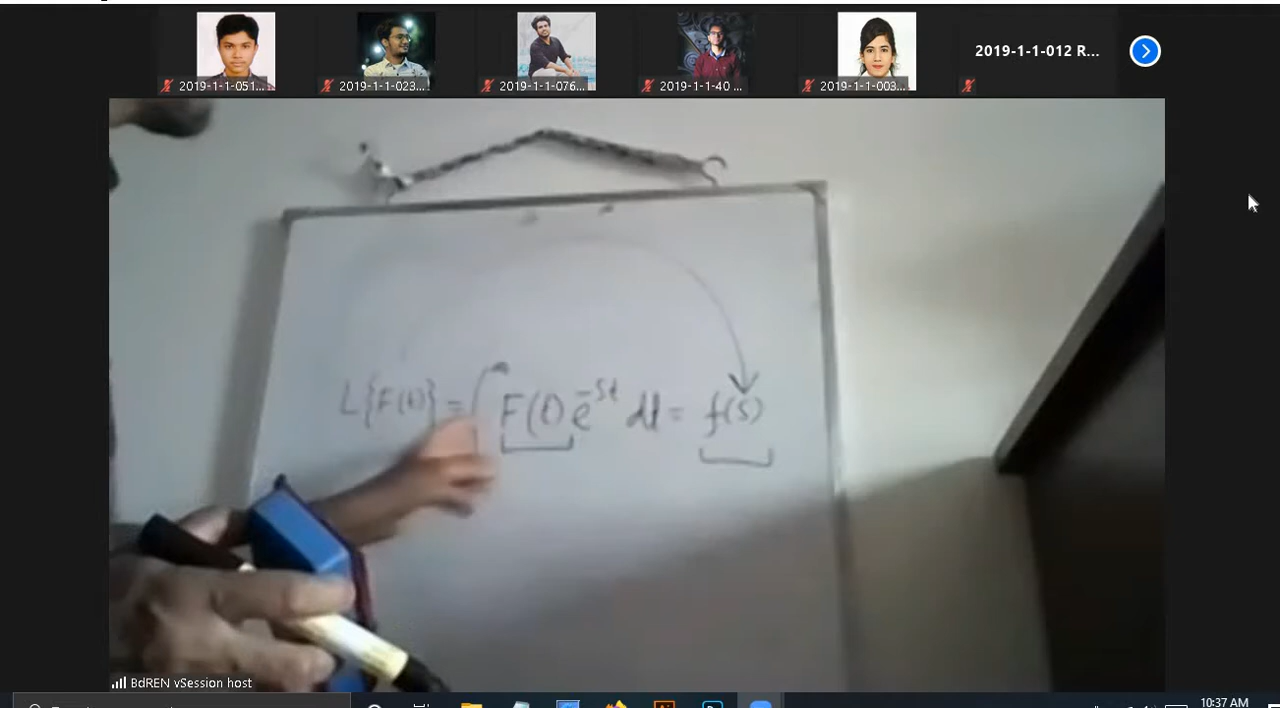 2019-1-1-051...
2019-1-1-023...!
2019-1-1-076...
2019-1-1-40 ...
2019-1-1-003...
2019-1-1-012 R...
L{F(t)} = ∫ F(t) e^-st dt = f(s)
BdREN vSession host
10:37 AM